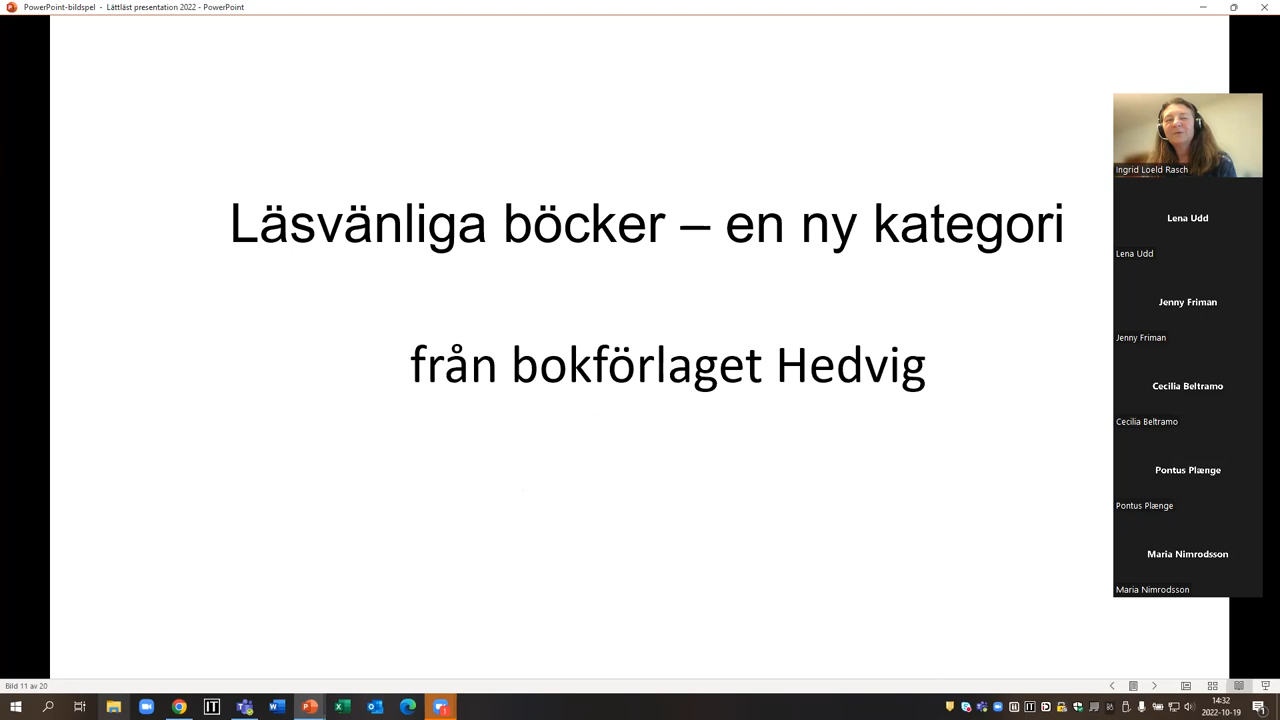 PowerPoint-bildspel - Lättläst presentation 2022 - PowerPoint
Läsvänliga böcker – en ny kategori
från bokförlaget Hedvig
Ingrid Loeld Rasch
Lena Udd
Lena Udd
Jenny Friman
Jenny Friman
Cecilia Beltramo
Cecilia Beltramo
Pontus Plænge
Pontus Plænge
Maria Nimrodsson
Maria Nimrodsson
Bild 11 av 20
14:32
2022-10-19